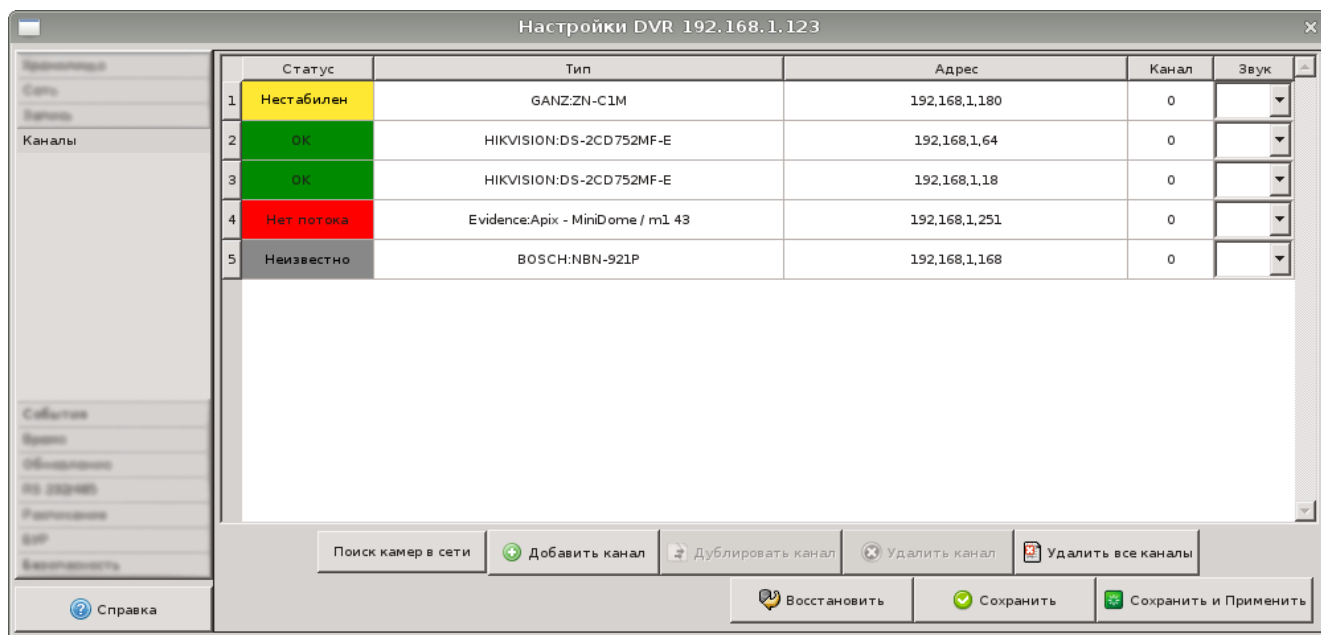 Настройки DVR 192.168.1.123
Каналы
Справка
Статус Тип Адрес Канал Звук
1 Нестабилен GANZ:ZN-C1M 192,168,1,180 0
2 OK HIKVISION:DS-2CD752MF-E 192,168,1,64 0
3 OK HIKVISION:DS-2CD752MF-E 192,168,1,18 0
4 Нет потока Evidence:Apix - MiniDome / m1 43 192,168,1,251 0
5 Неизвестно BOSCH:NBN-921P 192,168,1,168 0
Поиск камер в сети Добавить канал Дублировать канал Удалить канал Удалить все каналы
Восстановить Сохранить Сохранить и Применить